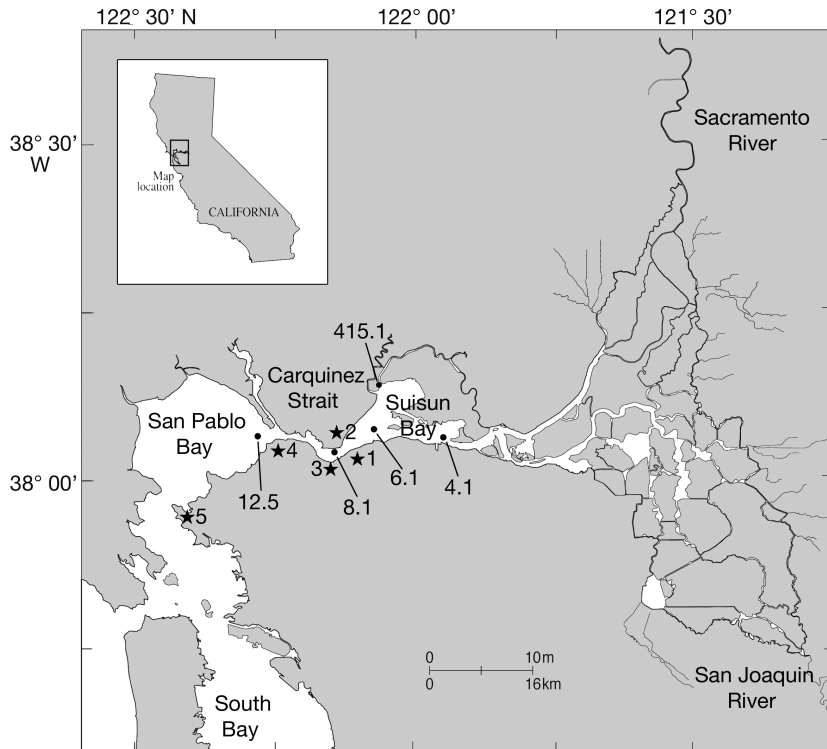 122° 30’ N
122° 00’
121° 30’
38° 30’
W
Sacramento
River
Map
location
CALIFORNIA
415.1
Carquinez
Strait
Suisun
Bay
San Pablo
Bay
2
4
3
1
6.1
4.1
12.5
8.1
38° 00’
5
0
10m
0
16km
South
Bay
San Joaquin
River